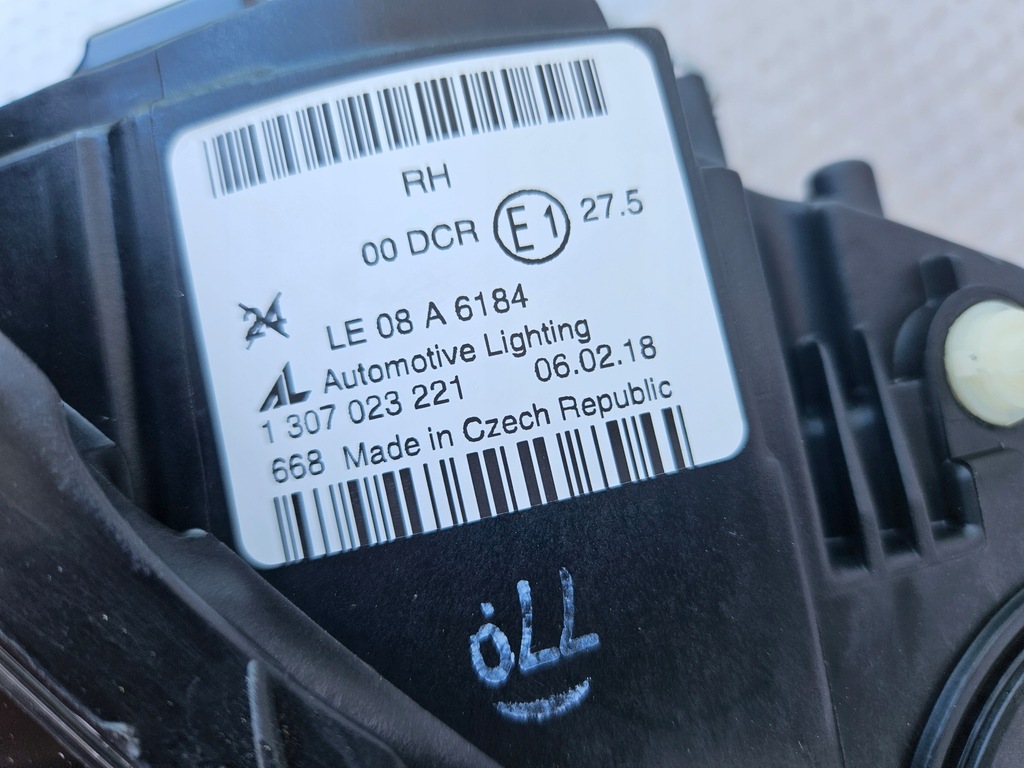 RH
00 DCR E1 27.5
24 LE 08 A 6184
AL Automotive Lighting
1 307 023 221 06.02.18
668 Made in Czech Republic